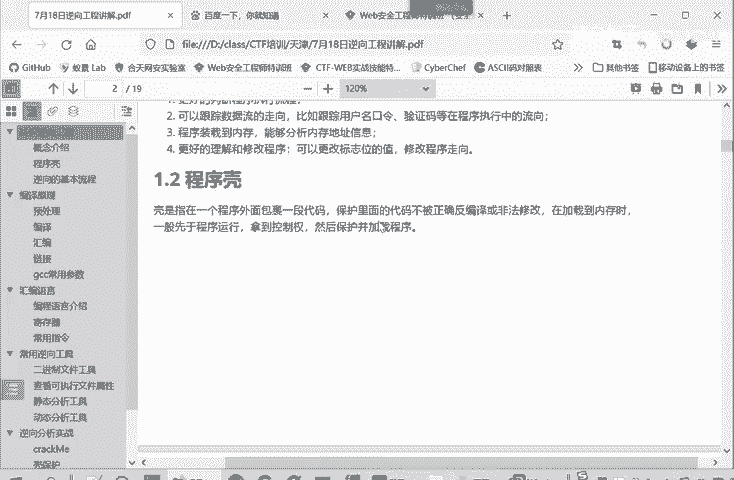 7月18日逆向工程讲解.pdf
百度一下，你就知道
file:///D:/class/CTF培训/天津/7月18日逆向工程讲解.pdf
GitHub
蚁景 Lab
合天网安实验室
Web安全工程师特训班
CTF-WEB实战技能特...
CyberChef
ASCII码对照表
其他书签
移动设备上的书签
2 / 19
120%
概念介绍
程序壳
逆向的基本流程
编译原理
预处理
编译
汇编
链接
gcc常用参数
汇编语言
编程语言介绍
寄存器
常用指令
常用逆向工具
二进制文件工具
查看可执行文件属性
静态分析工具
动态分析工具
逆向分析实战
crackMe
壳保护
2. 可以跟踪数据流的走向，比如跟踪用户名口令、验证码等在程序执行中的流向；
3. 程序装载到内存，能够分析内存地址信息；
4. 更好的理解和修改程序：可以更改标志位的值，修改程序走向。
1.2 程序壳
壳是指在一个程序外面包裹一段代码，保护里面的代码不被正确反编译或非法修改，在加载到内存时，
一般先于程序运行，拿到控制权，然后保护并加载程序。